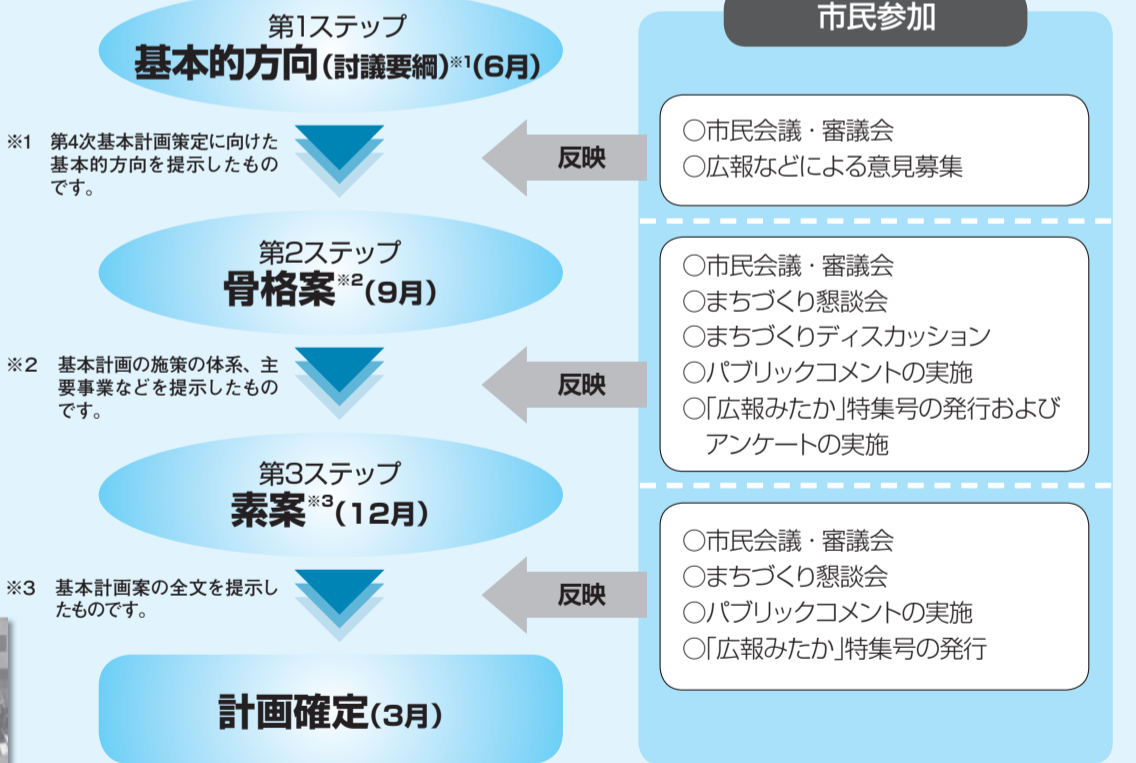 第1ステップ
基本的方向(討議要綱)※1(6月)
※1 第4次基本計画策定に向けた
基本的方向を提示したもの
です。
第2ステップ
骨格案※2(9月)
※2 基本計画の施策の体系、主
要事業などを提示したもの
です。
第3ステップ
素案※3(12月)
※3 基本計画案の全文を提示し
たものです。
計画確定(3月)
市民参加
反映
○市民会議・審議会
○広報などによる意見募集
反映
○市民会議・審議会
○まちづくり懇談会
○まちづくりディスカッション
○パブリックコメントの実施
○「広報みたか」特集号の発行および
アンケートの実施
反映
○市民会議・審議会
○まちづくり懇談会
○パブリックコメントの実施
○「広報みたか」特集号の発行